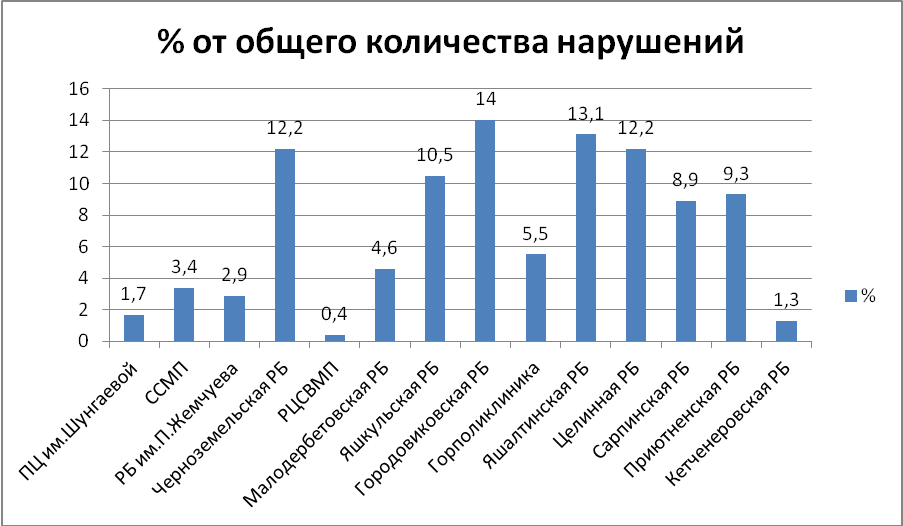 % от общего количества нарушений
16
14
12
10
8
6
4
2
0
1,7
3,4
2,9
12,2
0,4
4,6
10,5
14
5,5
13,1
12,2
8,9
9,3
1,3
%
ПЦ им.Шунгаевой
ССМП
РБ им.П.Жемчуева
Черноземельская РБ
РЦСВМП
Малодербетовская РБ
Яшкульская РБ
Городовиковская РБ
Горполиклиника
Яшалтинская РБ
Целинная РБ
Сарпинская РБ
Приютненская РБ
Кетченеровская РБ